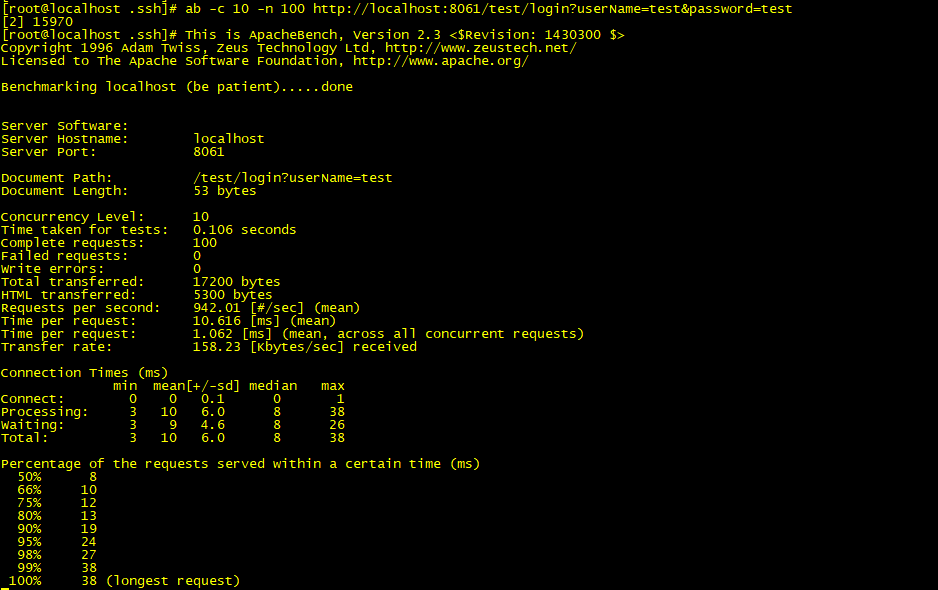 [root@localhost .ssh]# ab -c 10 -n 100 http://localhost:8061/test/login?userName=test&password=test
[2] 15970
[root@localhost .ssh]# This is ApacheBench, Version 2.3 <$Revision: 1430300 $>
Copyright 1996 Adam Twiss, Zeus Technology Ltd, http://www.zeustech.net/
Licensed to The Apache Software Foundation, http://www.apache.org/

Benchmarking localhost (be patient).....done


Server Software:
Server Hostname:        localhost
Server Port:            8061

Document Path:          /test/login?userName=test
Document Length:        53 bytes

Concurrency Level:      10
Time taken for tests:   0.106 seconds
Complete requests:      100
Failed requests:        0
Write errors:           0
Total transferred:      17200 bytes
HTML transferred:       5300 bytes
Requests per second:    942.01 [#/sec] (mean)
Time per request:       10.616 [ms] (mean)
Time per request:       1.062 [ms] (mean, across all concurrent requests)
Transfer rate:          158.23 [Kbytes/sec] received

Connection Times (ms)
              min  mean[+/-sd] median   max
Connect:        0    0   0.1      0       1
Processing:     3   10   6.0      8      38
Waiting:        3    9   4.6      8      26
Total:          3   10   6.0      8      38

Percentage of the requests served within a certain time (ms)
  50%      8
  66%     10
  75%     12
  80%     13
  90%     19
  95%     24
  98%     27
  99%     38
 100%     38 (longest request)